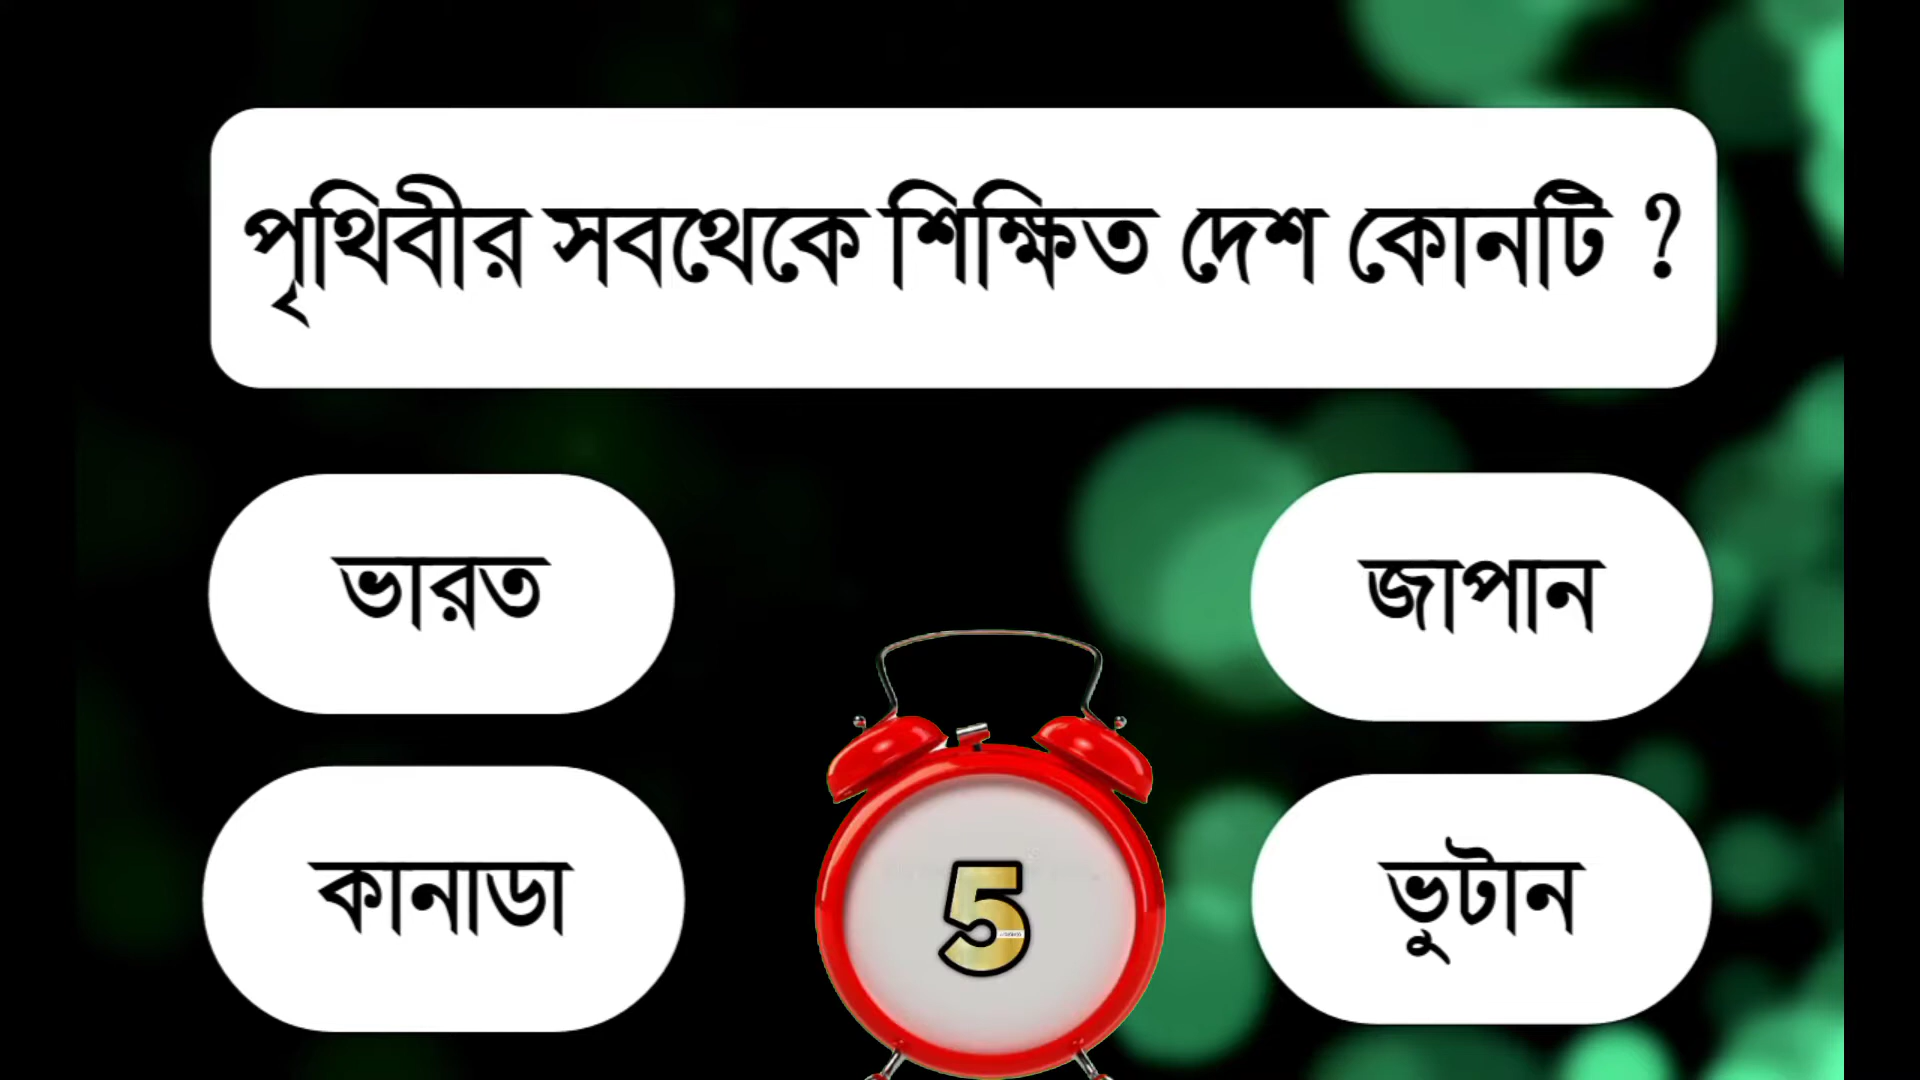 পৃথিবীর সবথেকে শিক্ষিত দেশ কোনটি ?
ভারত
জাপান
কানাডা
ভুটান
5